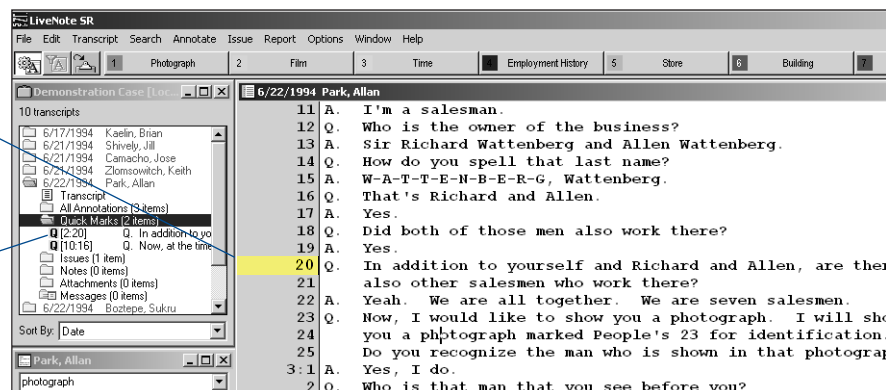 LiveNote SR
File Edit Transcript Search Annotate Issue Report Options Window Help
1 Photograph 2 Film 3 Time 4 Employment History 5 Store 6 Building 7
Demonstration Case [Loc...
10 transcripts
6/17/1994 Kaelin, Brian
6/21/1994 Shively, Jill
6/21/1994 Camacho, Jose
6/21/1994 Zlomsowitch, Keith
6/22/1994 Park, Allan
Transcript
All Annotations (3 items)
Quick Marks (2 items)
Q [2:20] Q. In addition to yo
Q [10:16] Q. Now, at the time
Issues (1 item)
Notes (0 items)
Attachments (0 items)
Messages (0 items)
6/22/1994 Boztepe, Sukru
Sort By: Date
Park, Allan
photograph
6/22/1994 Park, Allan
11 A. I'm a salesman.
12 Q. Who is the owner of the business?
13 A. Sir Richard Wattenberg and Allen Wattenberg.
14 Q. How do you spell that last name?
15 A. W-A-T-T-E-N-B-E-R-G, Wattenberg.
16 Q. That's Richard and Allen.
17 A. Yes.
18 Q. Did both of those men also work there?
19 A. Yes.
20 Q. In addition to yourself and Richard and Allen, are ther
21 also other salesmen who work there?
22 A. Yeah. We are all together. We are seven salesmen.
23 Q. Now, I would like to show you a photograph. I will sho
24 you a photograph marked People's 23 for identification.
25 Do you recognize the man who is shown in that photograp
3:1 A. Yes, I do.
2 Q. Who is that man that you see before you?